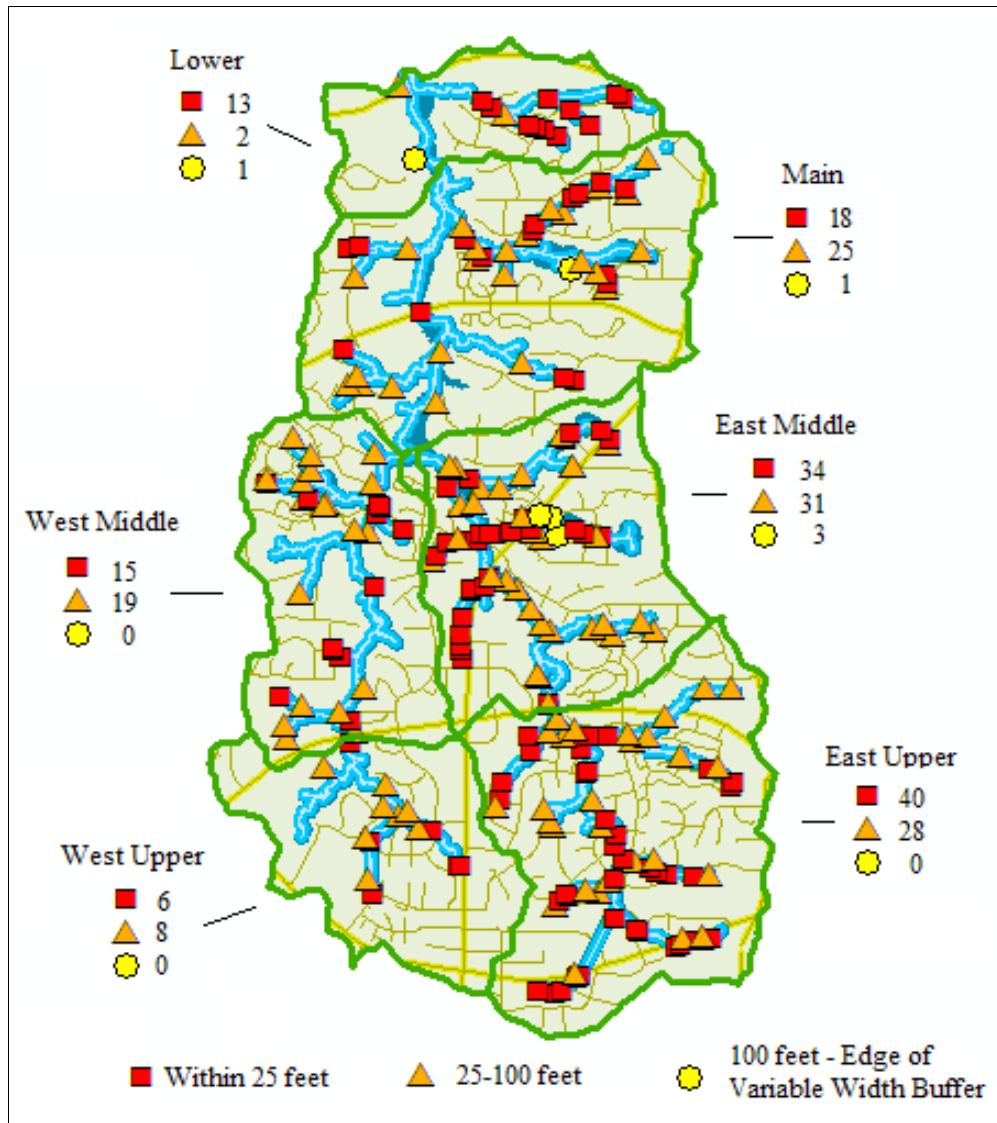 Lower
13
2
1
Main
18
25
1
East Middle
34
31
3
West Middle
15
19
0
East Upper
40
28
0
West Upper
6
8
0
Within 25 feet
25-100 feet
100 feet - Edge of
Variable Width Buffer